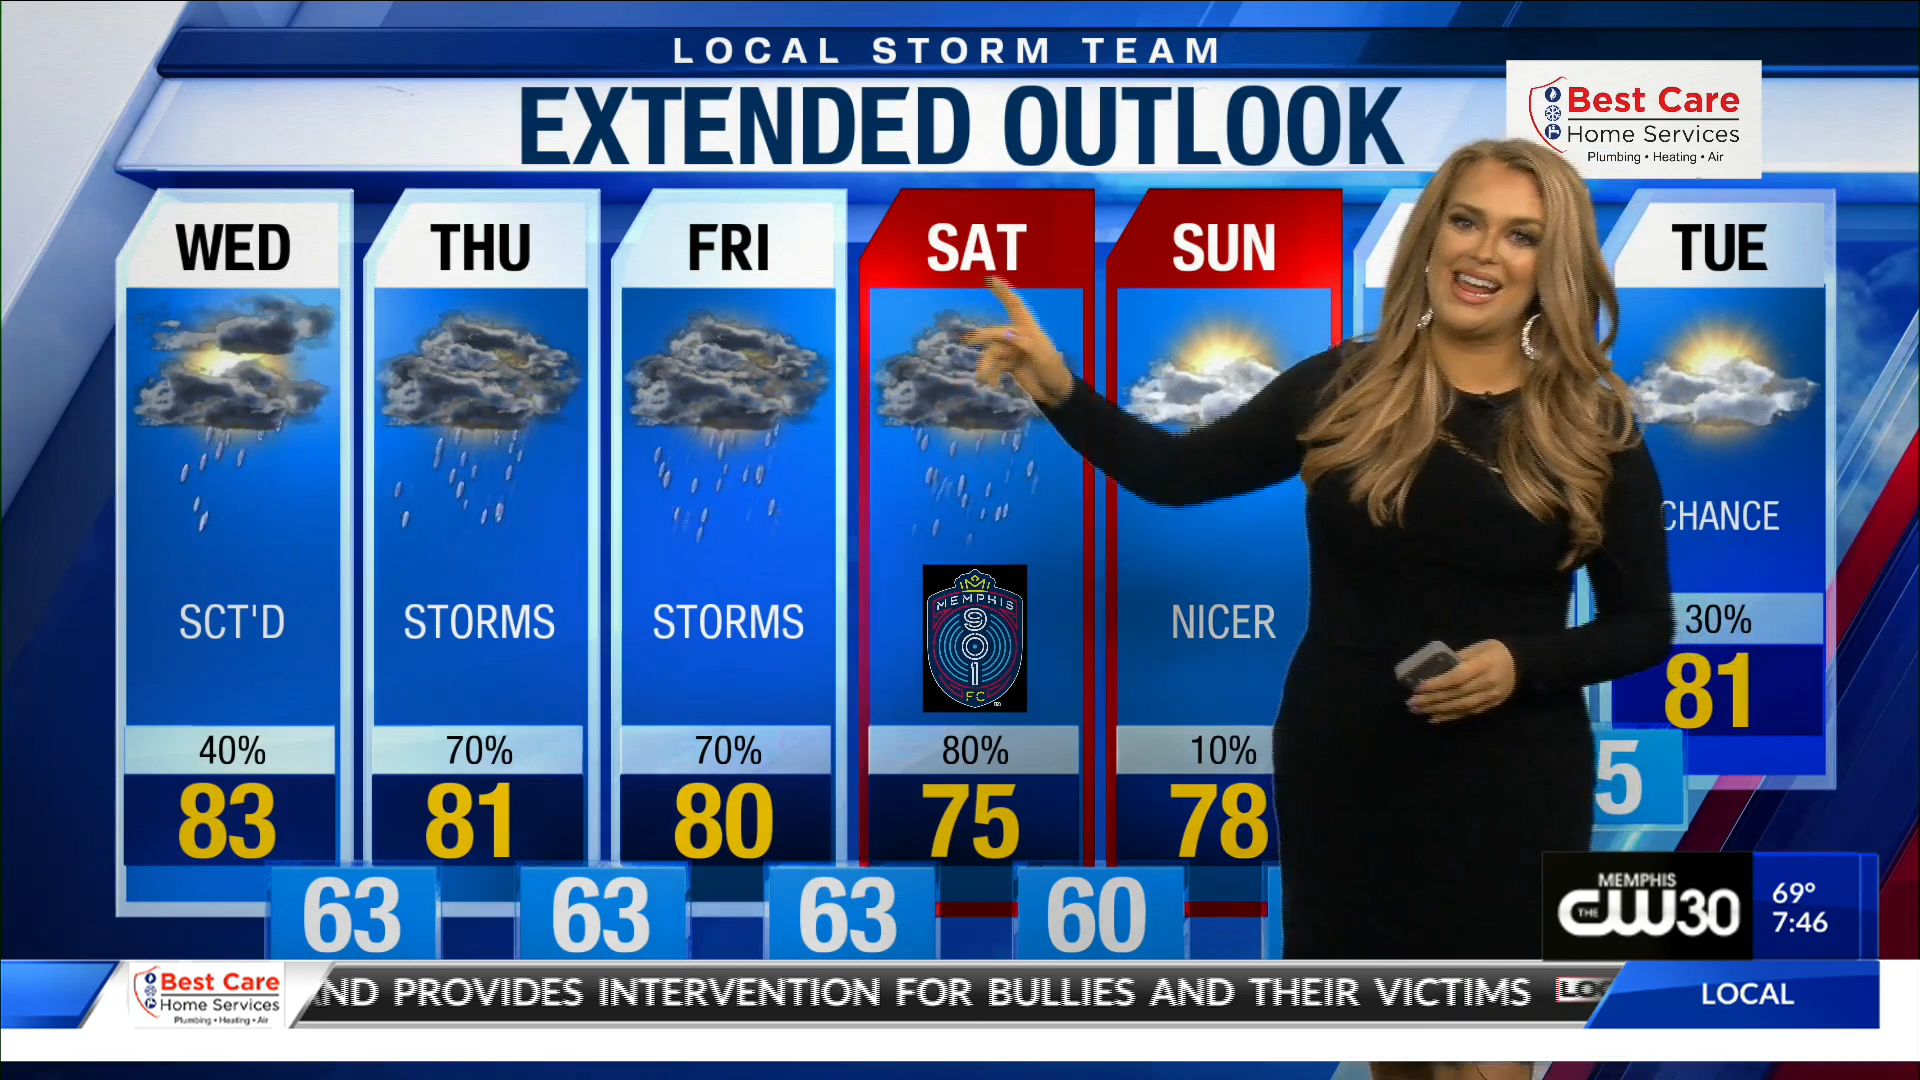 LOCAL STORM TEAM
EXTENDED OUTLOOK
Best Care
Home Services
Plumbing • Heating • Air
WED
THU
FRI
SAT
SUN
TUE
CHANCE
SCT'D
STORMS
STORMS
MEMPHIS
901
FC
NICER
30%
81
40%
70%
70%
80%
10%
83
81
80
75
78
5
63
63
63
60
MEMPHIS
THE CW30
69°
7:46
Best Care
Home Services
Plumbing • Heating • Air
AND PROVIDES INTERVENTION FOR BULLIES AND THEIR VICTIMS
LOC
LOCAL